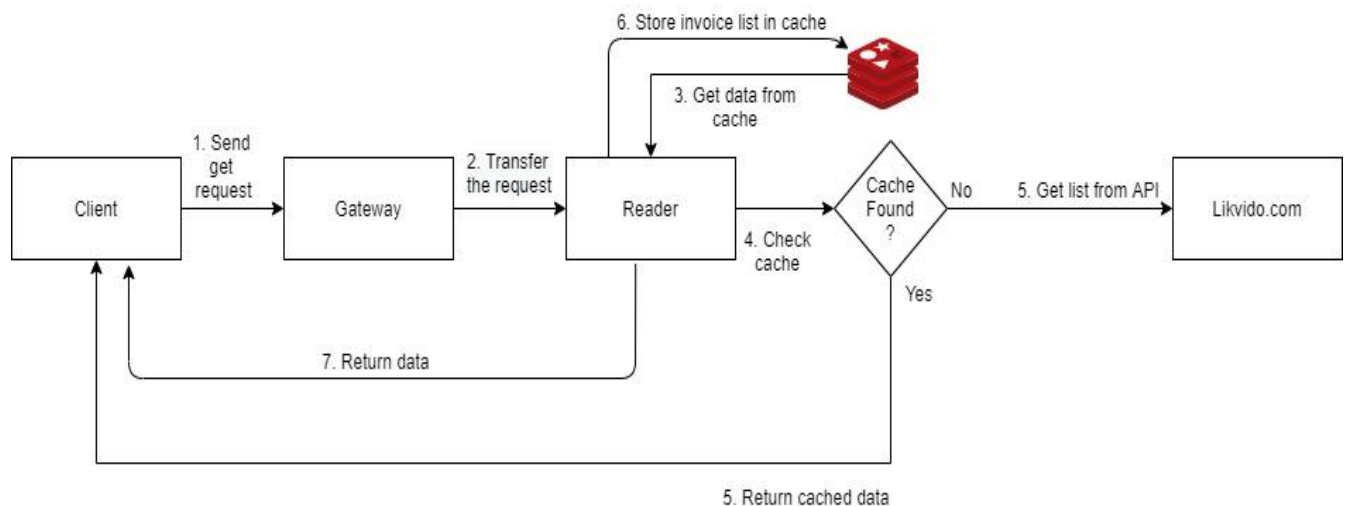 6. Store invoice list in cache
3. Get data from
cache
1. Send
get
request
2. Transfer
the request
Client
Gateway
Reader
Cache
Found
?
No
5. Get list from API
Likvido.com
4. Check
cache
Yes
7. Return data
5. Return cached data